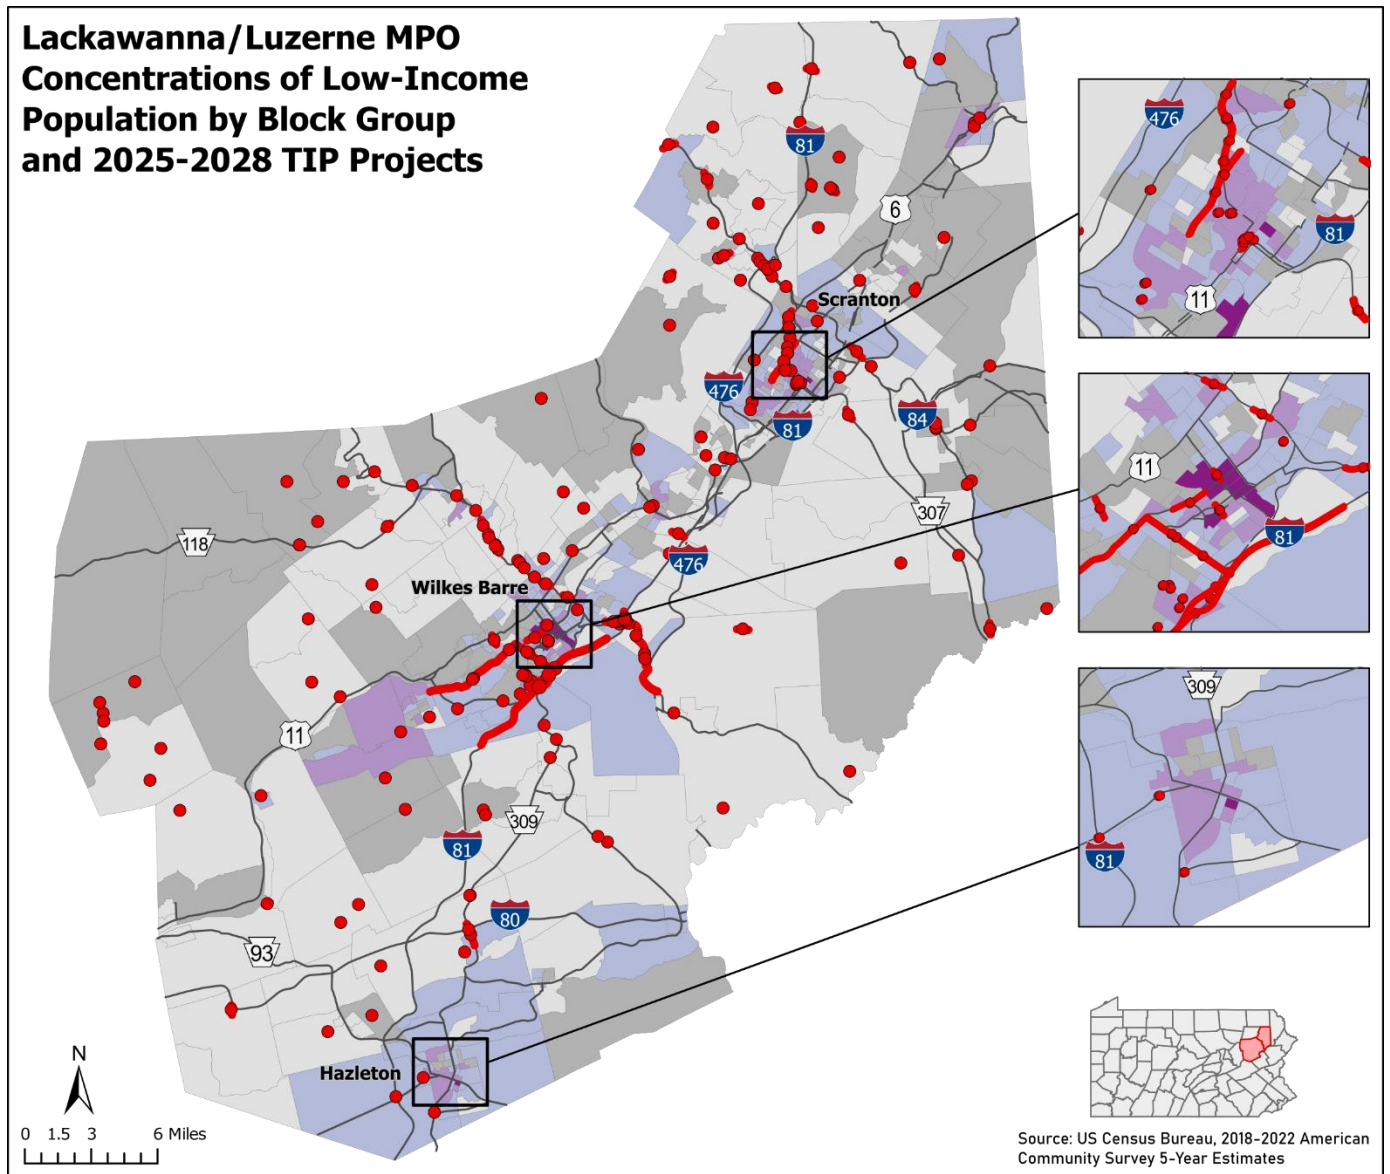 Lackawanna/Luzerne MPO
Concentrations of Low-Income
Population by Block Group
and 2025-2028 TIP Projects
81
6
Scranton
476
81
84
307
118
476
Wilkes Barre
11
309
81
80
93
Hazleton
476
81
11
11
81
309
81
N
0 1.5 3 6 Miles
Source: US Census Bureau, 2018-2022 American
Community Survey 5-Year Estimates